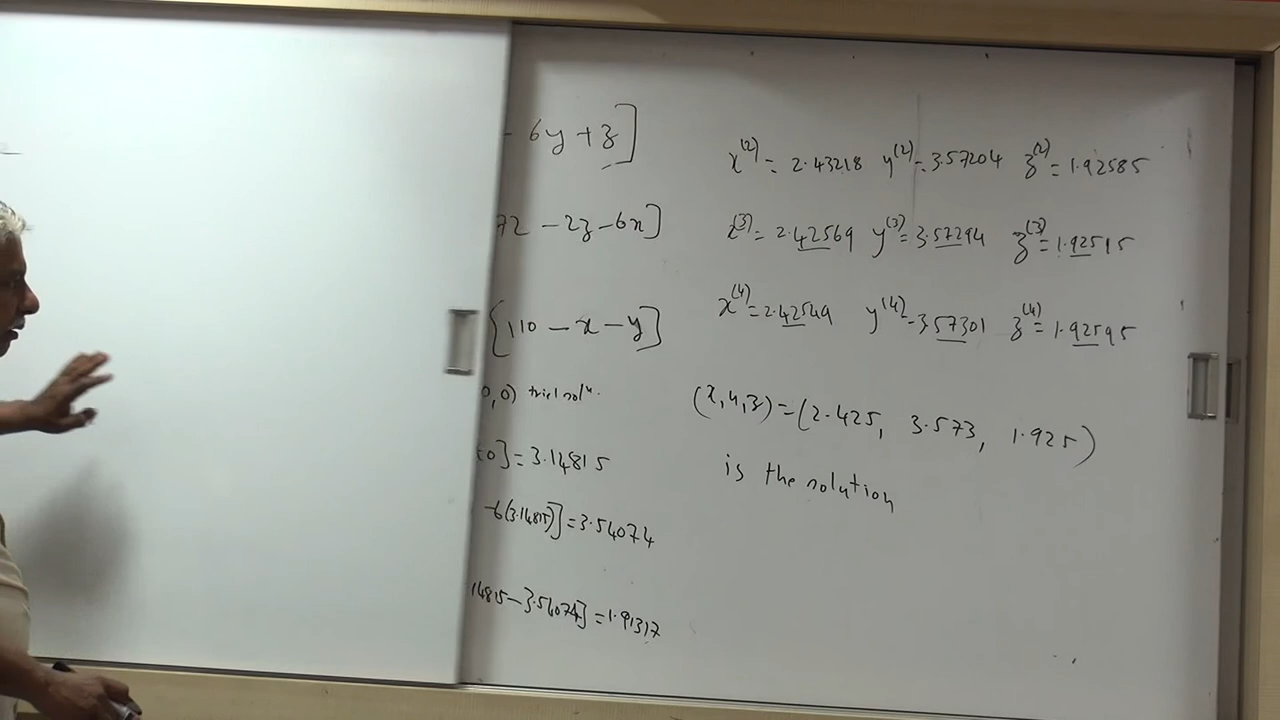 - 6y + z]
72 - 2z - 6x]
[110 - x - y]
0, 0) trial solⁿ.
0] = 3.14815
-6(3.14815)] = 3.54074
14815 - 3.54074] = 1.91317
x⁽²⁾ = 2.43218 y⁽²⁾ = 3.57204 z⁽²⁾ = 1.92585
x⁽³⁾ = 2.42569 y⁽³⁾ = 3.57294 z⁽³⁾ = 1.92515
x⁽⁴⁾ = 2.42549 y⁽⁴⁾ = 3.57301 z⁽⁴⁾ = 1.92595
(x, y, z) = (2.425, 3.573, 1.925)
is the solution